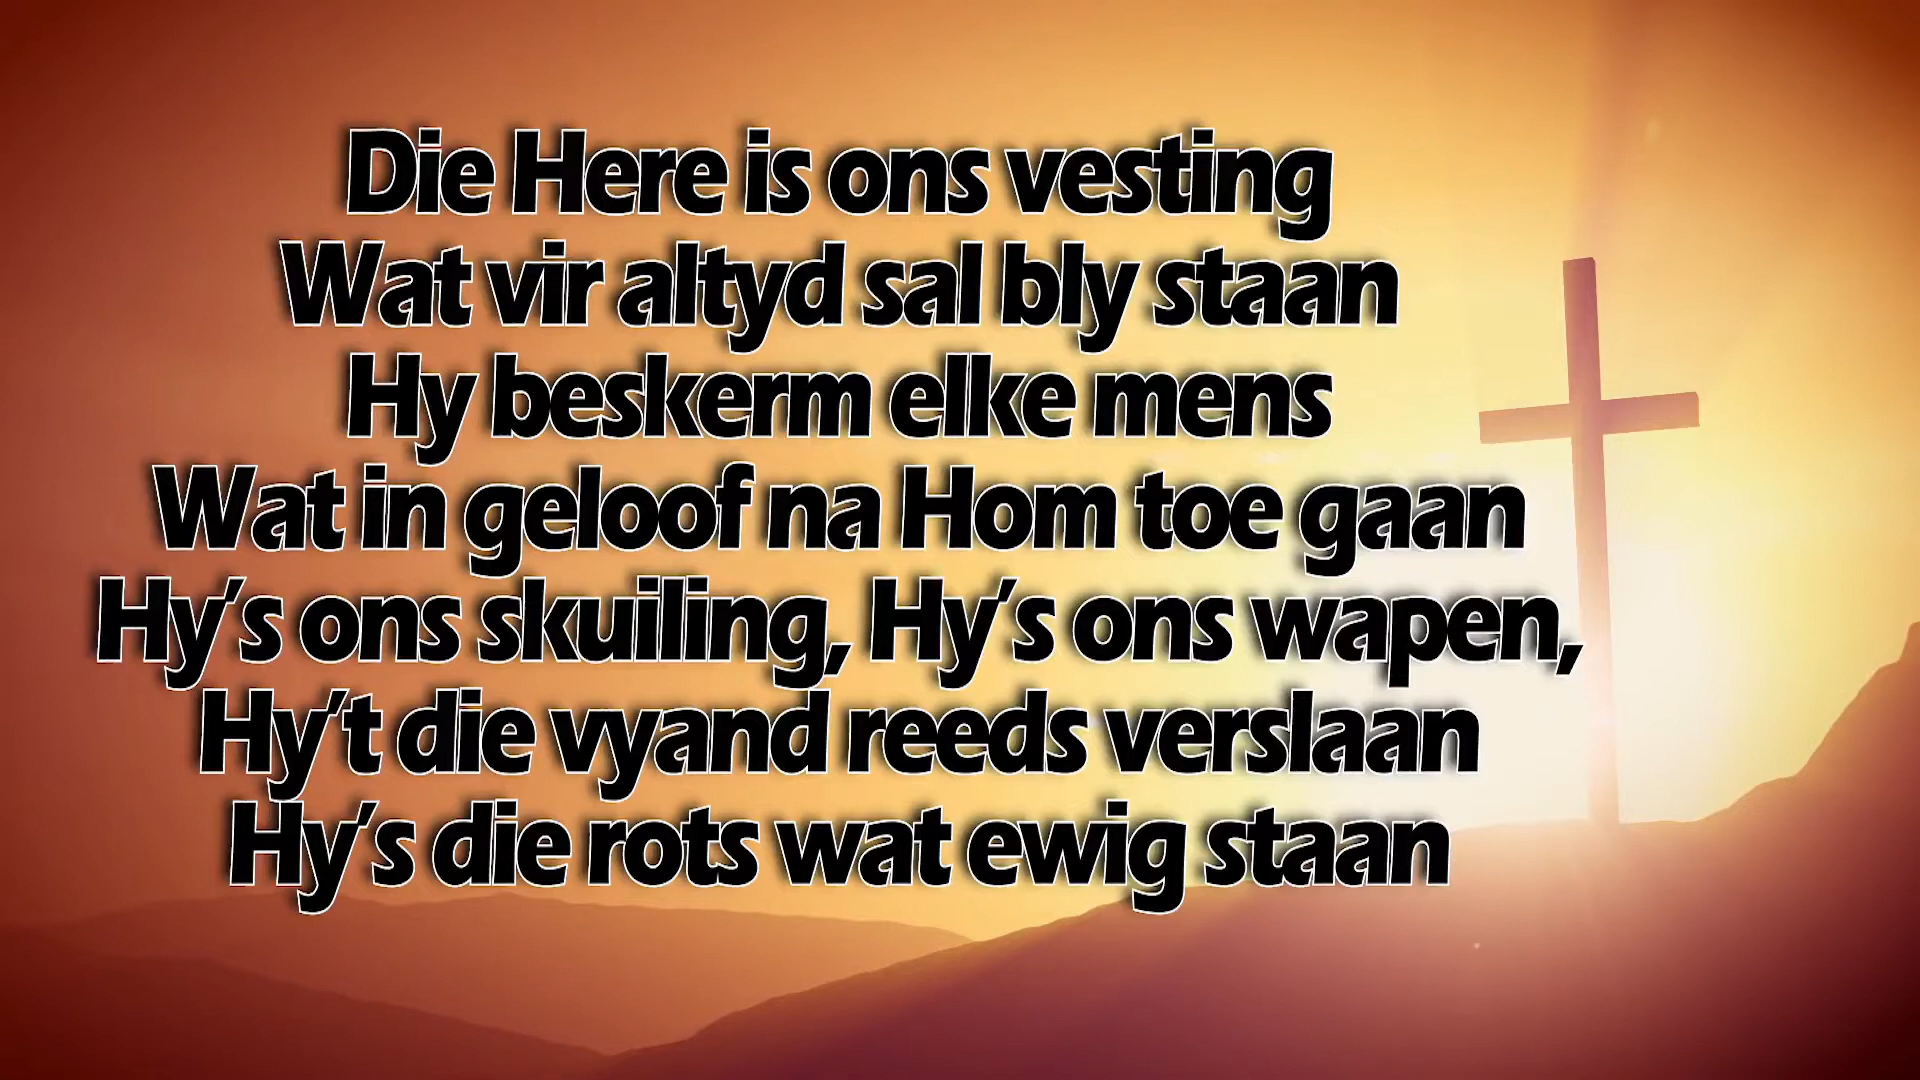 Die Here is ons vesting
Wat vir altyd sal bly staan
Hy beskerm elke mens
Wat in geloof na Hom toe gaan
Hy’s ons skuiling, Hy’s ons wapen,
Hy’t die vyand reeds verslaan
Hy’s die rots wat ewig staan